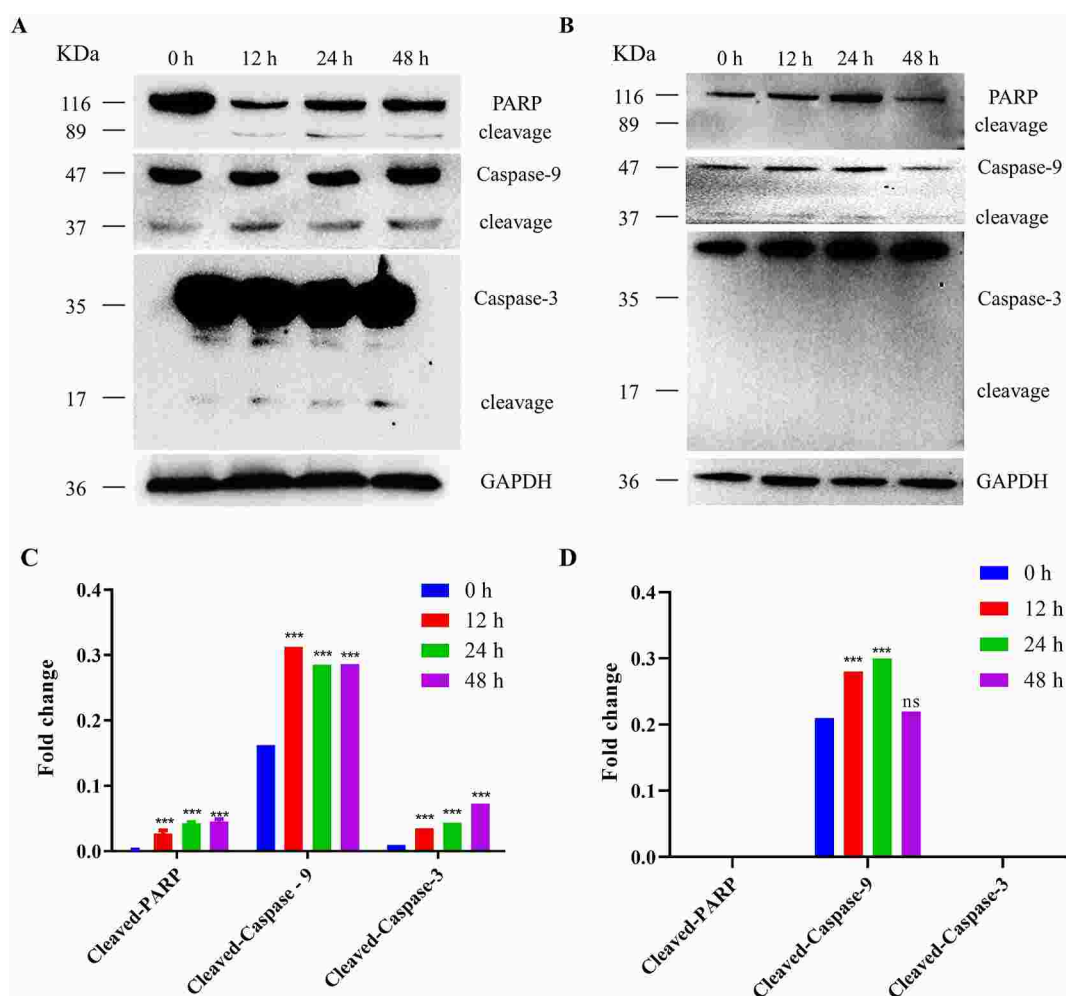 A
KDa
0 h 12 h 24 h 48 h
116
PARP
89
cleavage
47
Caspase-9
37
cleavage
35
Caspase-3
17
cleavage
36
GAPDH
B
KDa
0 h 12 h 24 h 48 h
116
PARP
89
cleavage
47
Caspase-9
37
cleavage
35
Caspase-3
17
cleavage
36
GAPDH
C
Fold change
0.4
0.3
0.2
0.1
0.0
0 h
12 h
24 h
48 h
*** *** ***
*** *** ***
*** *** ***
Cleaved-PARP
Cleaved-Caspase - 9
Cleaved-Caspase-3
D
Fold change
0.4
0.3
0.2
0.1
0.0
0 h
12 h
24 h
48 h
*** *** ns
Cleaved-PARP
Cleaved-Caspase-9
Cleaved-Caspase-3